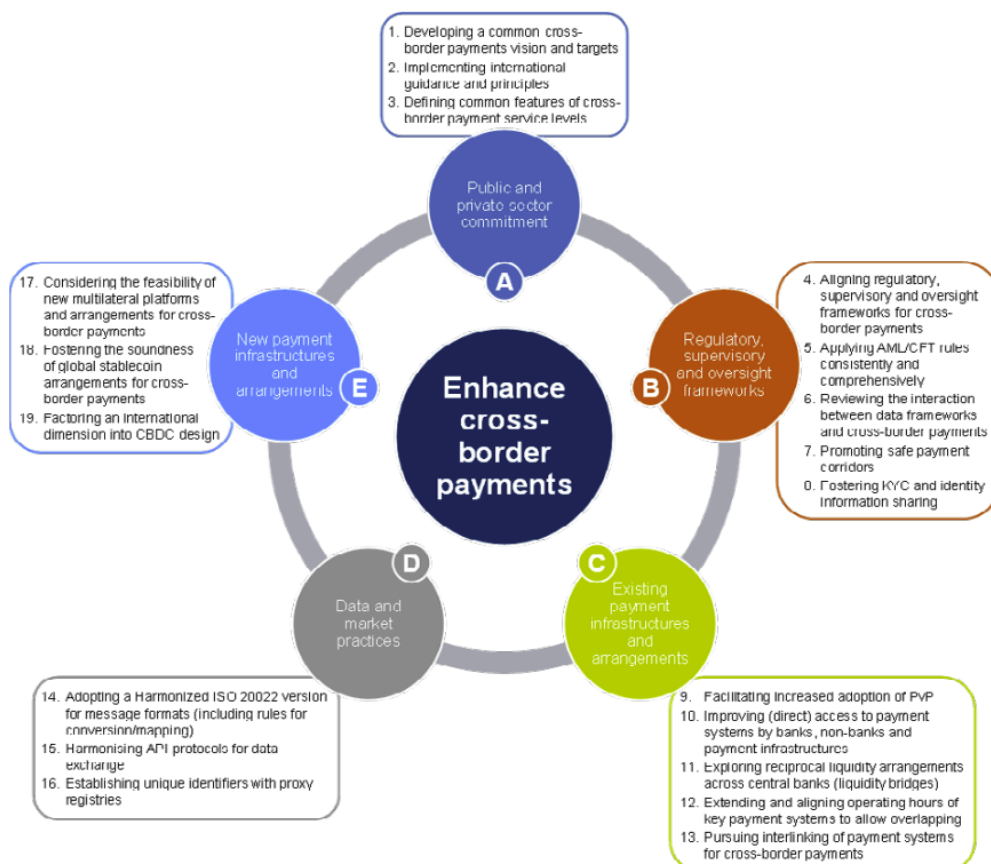 1. Developing a common cross-
border payments vision and targets
2. Implementing international
guidance and principles
3. Defining common features of cross-
border payment service levels
Public and
private sector
commitment
A
17. Considering the feasibility of
new multilateral platforms
and arrangements for cross-
border payments
18. Fostering the soundness
of global stablecoin
arrangements for cross-
border payments
19. Factoring an international
dimension into CBDC design
New payment
infrastructures
and
arrangements
E
Enhance
cross-
border
payments
Regulatory,
supervisory
and oversight
frameworks
B
4. Aligning regulatory,
supervisory and oversight
frameworks for cross-
border payments
5. Applying AML/CFT rules
consistently and
comprehensively
6. Reviewing the interaction
between data frameworks
and cross-border payments
7. Promoting safe payment
corridors
0. Fostering KYC and identity
information sharing
D
Data and
market
practices
C
Existing
payment
infrastructures
and
arrangements
14. Adopting a Harmonized ISO 20022 version
for message formats (including rules for
conversion/mapping)
15. Harmonising API protocols for data
exchange
16. Establishing unique identifiers with proxy
registries
9. Facilitating increased adoption of PvP
10. Improving (direct) access to payment
systems by banks, non-banks and
payment infrastructures
11. Exploring reciprocal liquidity arrangements
across central banks (liquidity bridges)
12. Extending and aligning operating hours of
key payment systems to allow overlapping
13. Pursuing interlinking of payment systems
for cross-border payments